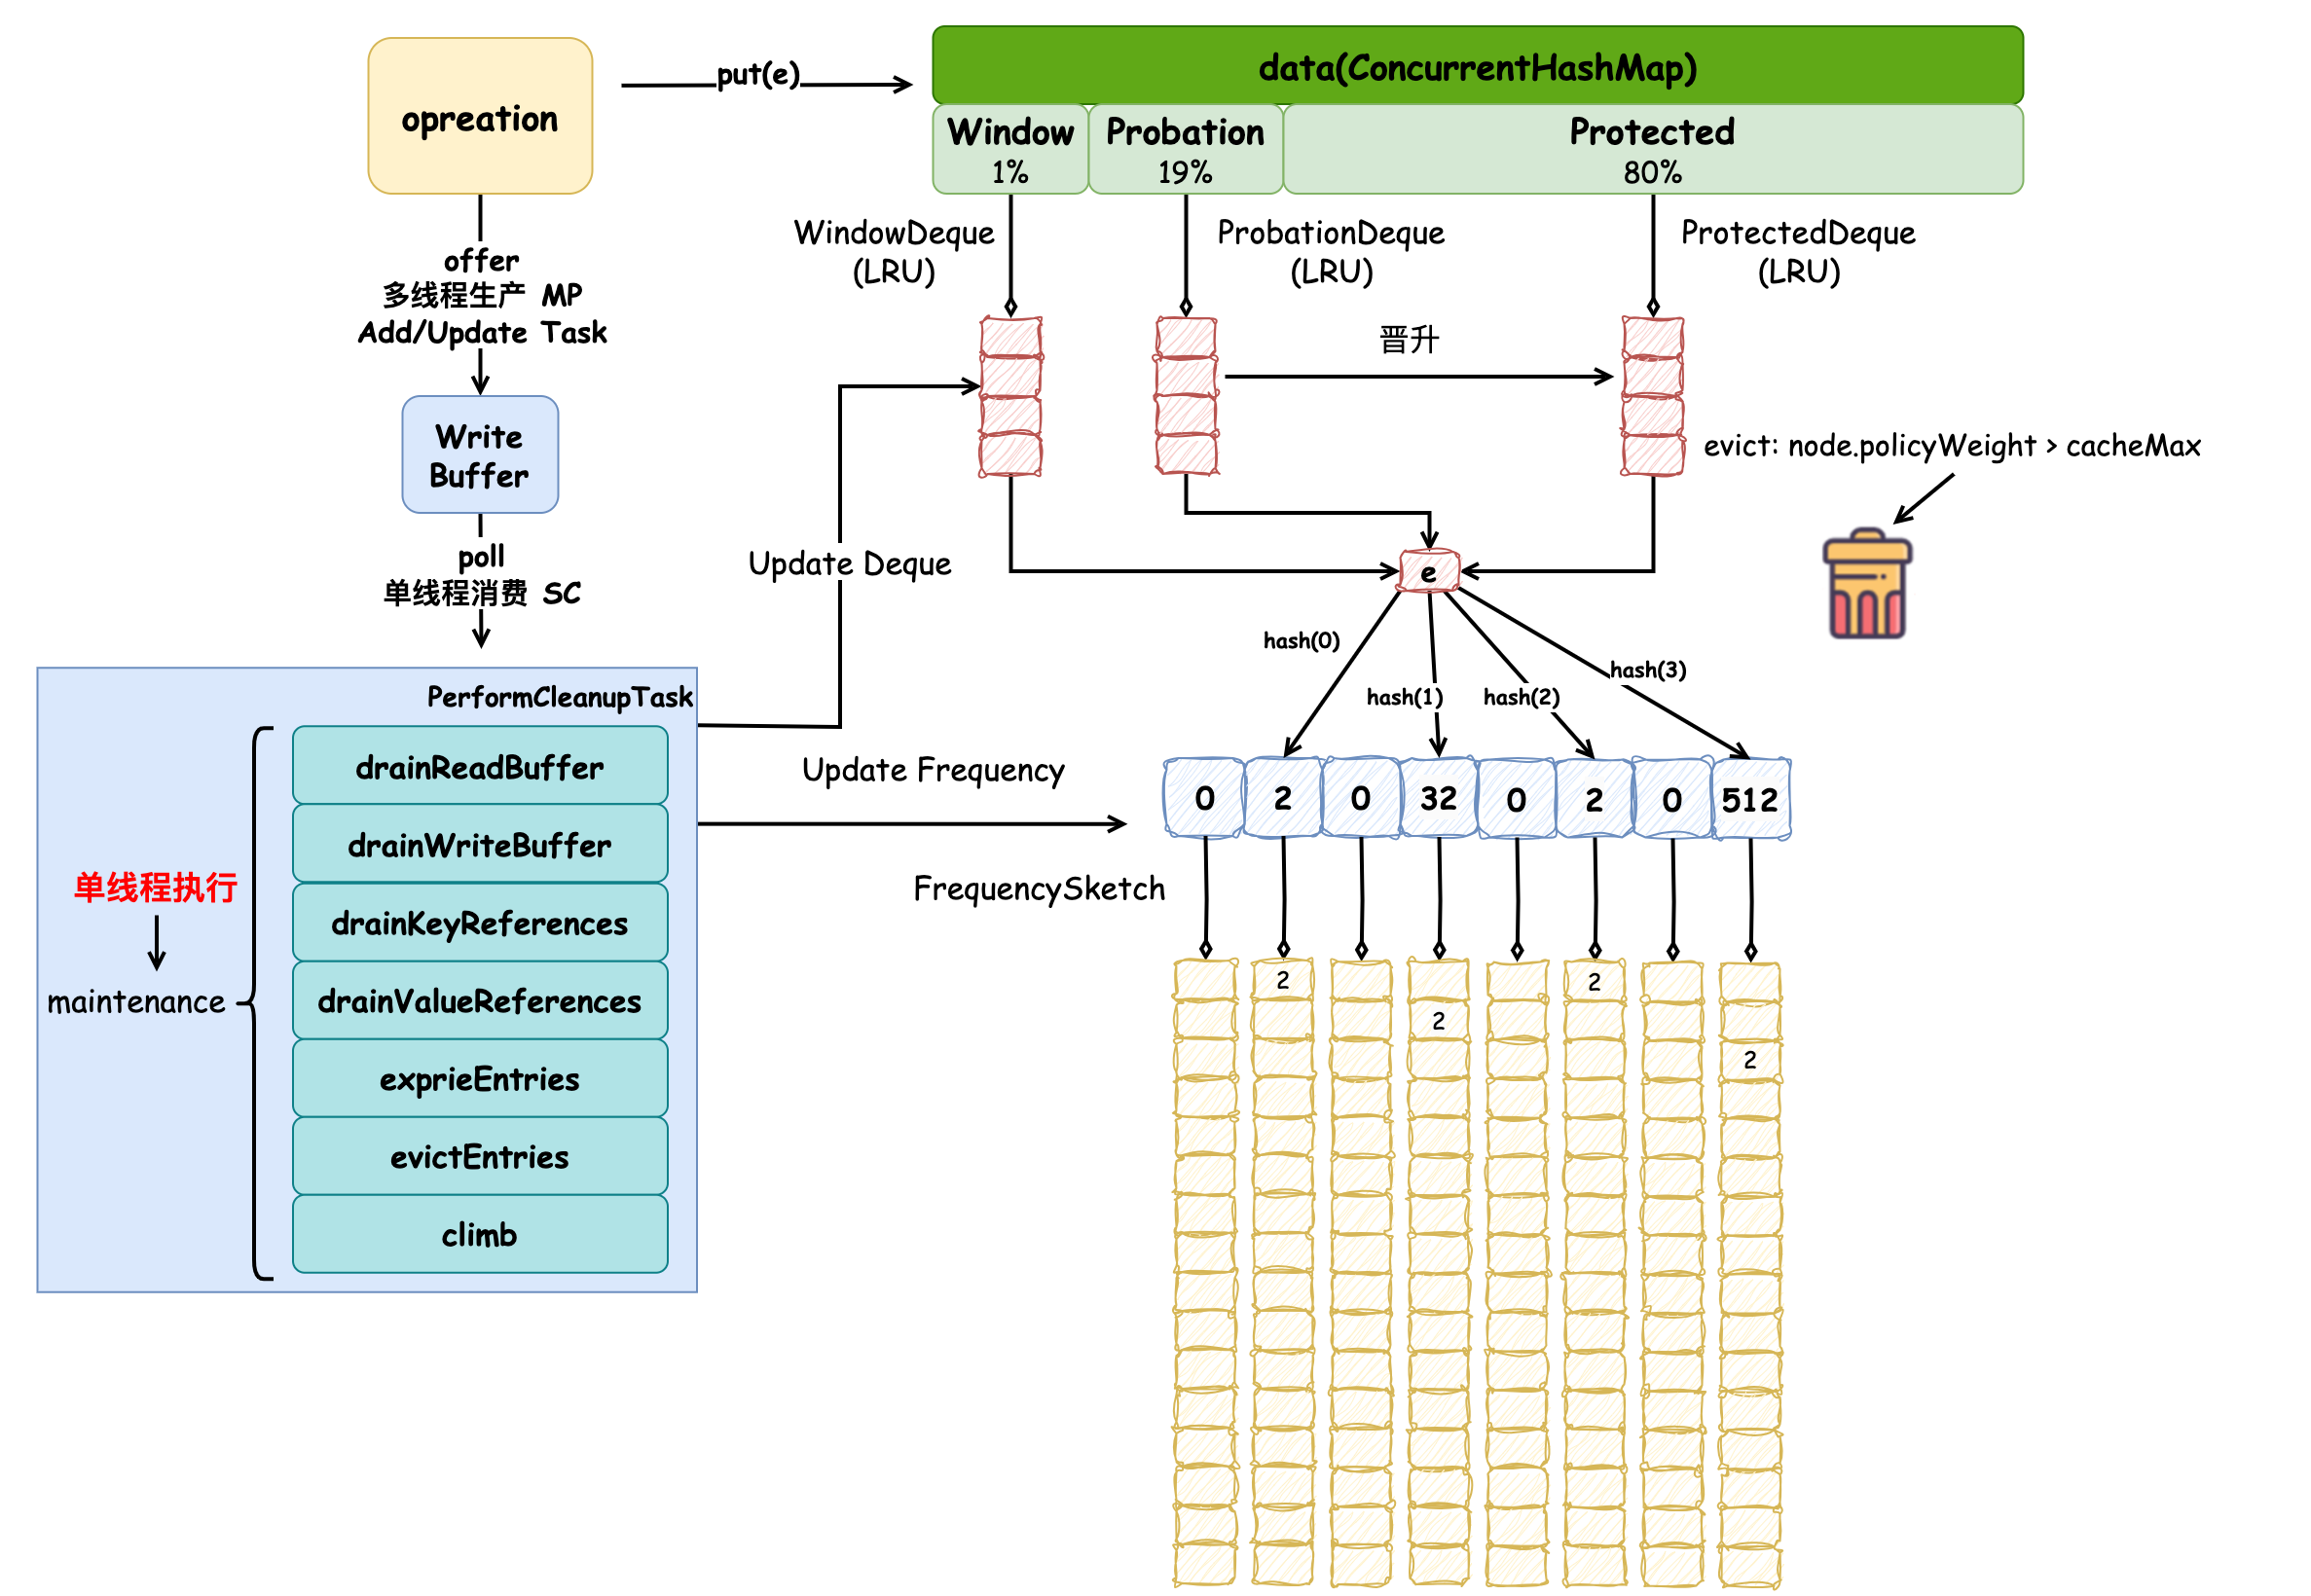 opreation
put(e)
data(ConcurrentHashMap)
Window
1%
Probation
19%
Protected
80%
offer
多线程生产 MP
Add/Update Task
WindowDeque
(LRU)
ProbationDeque
(LRU)
ProtectedDeque
(LRU)
晋升
Write
Buffer
evict: node.policyWeight > cacheMax
poll
单线程消费 SC
Update Deque
e
hash(0)
hash(1)
hash(2)
hash(3)
PerformCleanupTask
drainReadBuffer
drainWriteBuffer
drainKeyReferences
drainValueReferences
exprieEntries
evictEntries
climb
单线程执行
maintenance
Update Frequency
FrequencySketch
0 2 0 32 0 2 0 512
2 2
2
2